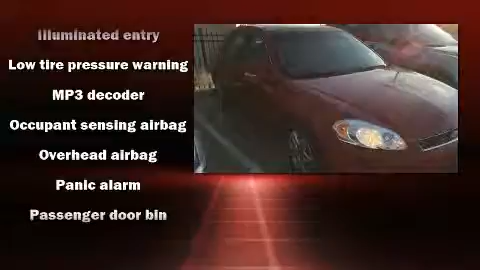 Illuminated entry
Low tire pressure warning
MP3 decoder
Occupant sensing airbag
Overhead airbag
Panic alarm
Passenger door bin